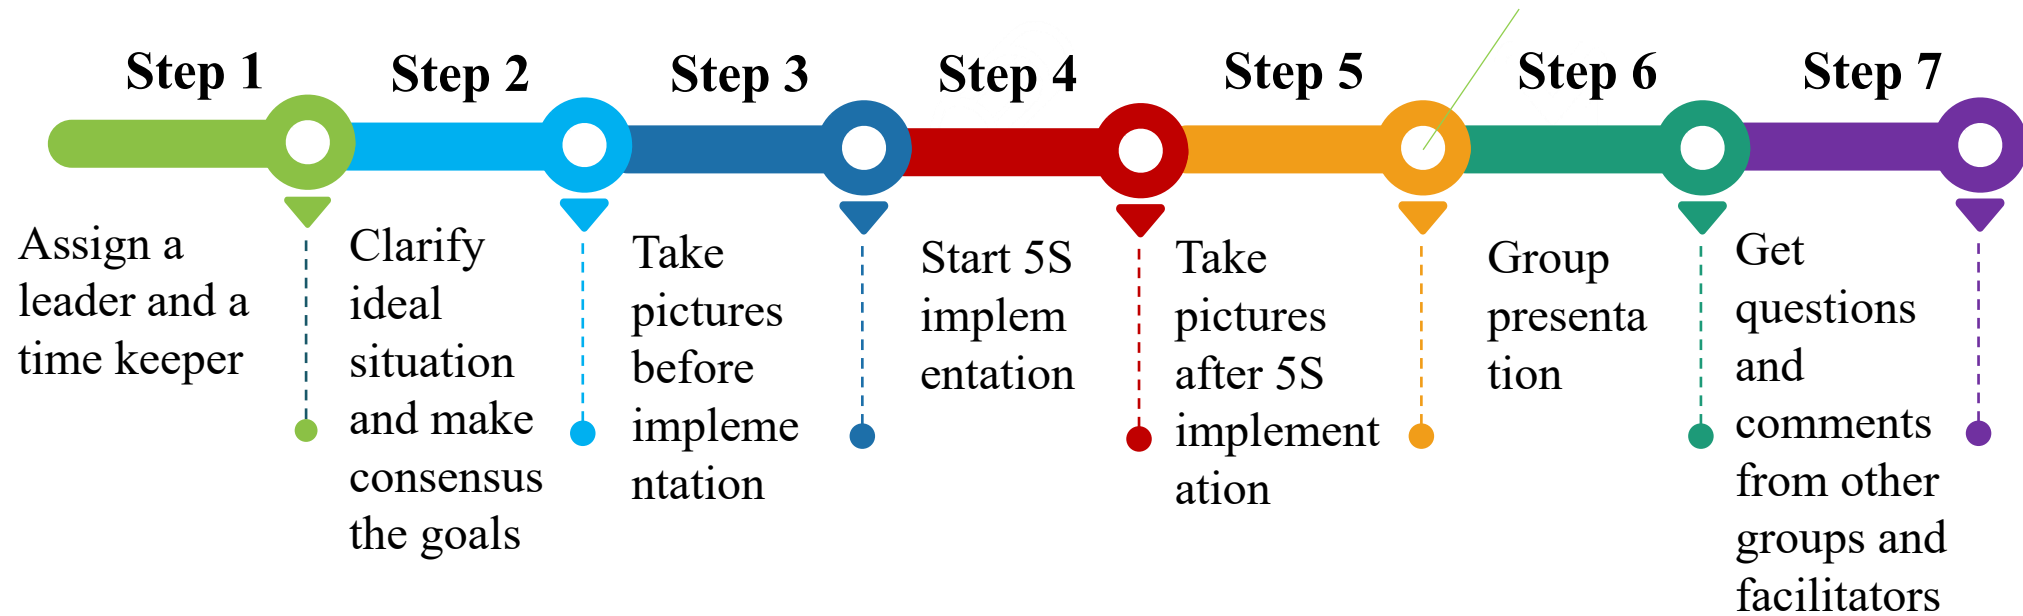 Step 1
Assign a
leader and a
time keeper
Step 2
Clarify
ideal
situation
and make
consensus
the goals
Step 3
Take
pictures
before
impleme
ntation
Step 4
Start 5S
implem
entation
Step 5
Take
pictures
after 5S
implement
ation
Step 6
Group
presenta
tion
Step 7
Get
questions
and
comments
from other
groups and
facilitators